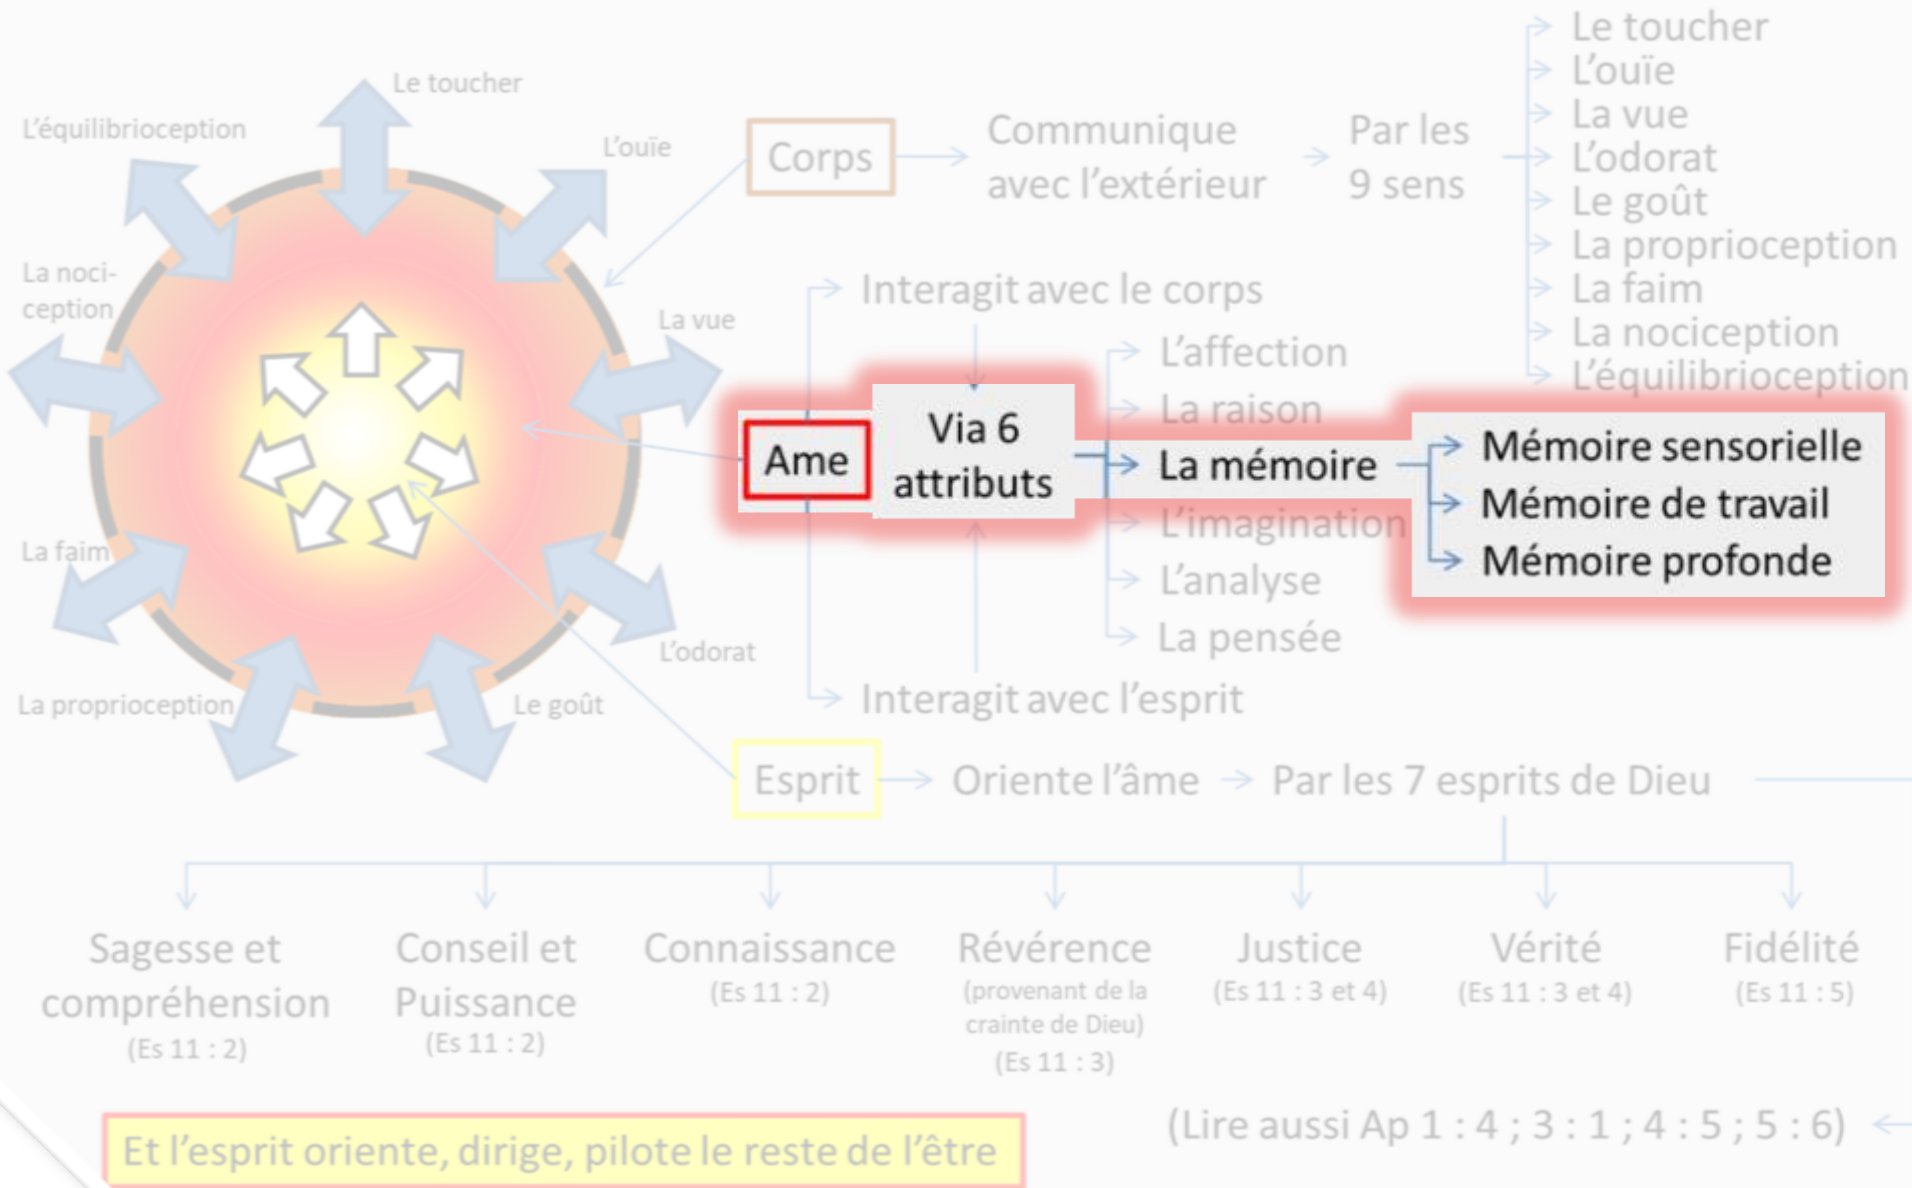 Le toucher
L'équilibrioception
L'ouïe
La noci-
ception
La vue
La faim
L'odorat
La proprioception
Le goût
Corps
Communique
avec l'extérieur
Par les
9 sens
Le toucher
L'ouïe
La vue
L'odorat
Le goût
La proprioception
La faim
La nociception
L'équilibrioception
Interagit avec le corps
Ame
Via 6
attributs
L'affection
La raison
La mémoire
L'imagination
L'analyse
La pensée
Mémoire sensorielle
Mémoire de travail
Mémoire profonde
Interagit avec l'esprit
Esprit
Oriente l'âme
Par les 7 esprits de Dieu
Sagesse et
compréhension
(Es 11 : 2)
Conseil et
Puissance
(Es 11 : 2)
Connaissance
(Es 11 : 2)
Révérence
(provenant de la
crainte de Dieu)
(Es 11 : 3)
Justice
(Es 11 : 3 et 4)
Vérité
(Es 11 : 3 et 4)
Fidélité
(Es 11 : 5)
(Lire aussi Ap 1 : 4 ; 3 : 1 ; 4 : 5 ; 5 : 6)
Et l'esprit oriente, dirige, pilote le reste de l'être